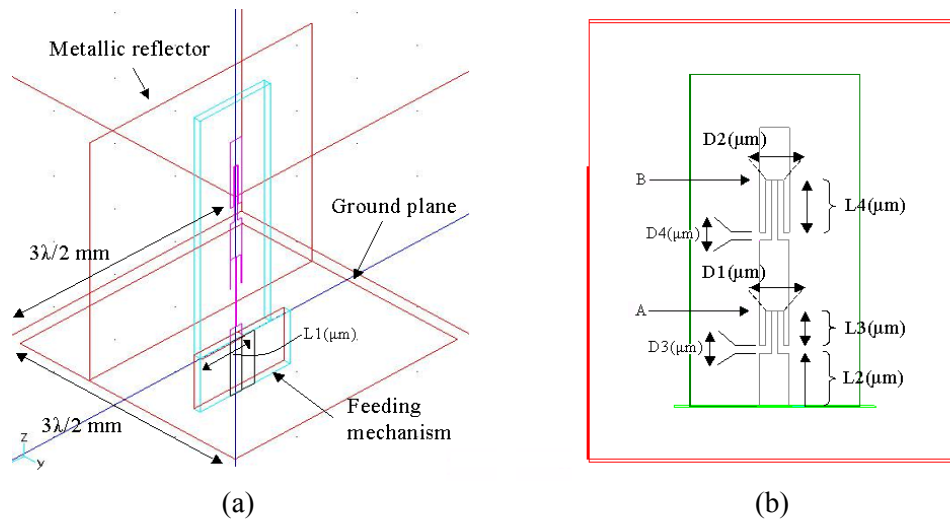 Metallic reflector
Ground plane
3λ/2 mm
L1(μm)
3λ/2 mm
Feeding
mechanism
z
y
(a)
D2(μm)
B
L4(μm)
D4(μm)
D1(μm)
A
L3(μm)
D3(μm)
L2(μm)
(b)